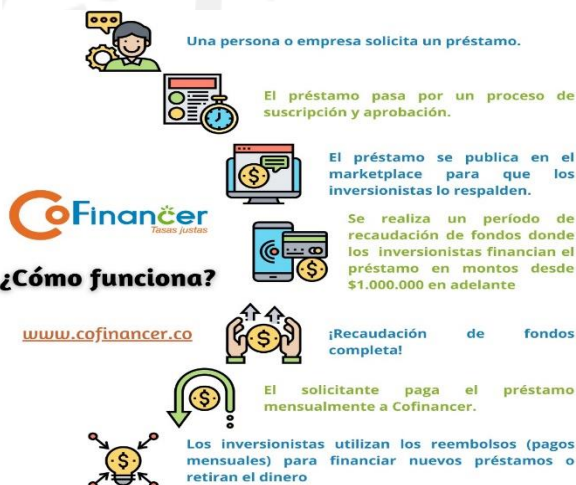 Una persona o empresa solicita un préstamo.
El préstamo pasa por un proceso de
suscripción y aprobación.
El préstamo se publica en el
marketplace para que los
inversionistas lo respalden.
CoFinancer
Tasas justas
¿Cómo funciona?
www.cofinancer.co
Se realiza un período de
recaudación de fondos donde
los inversionistas financian el
préstamo en montos desde
$1.000.000 en adelante
¡Recaudación de fondos
completa!
El solicitante paga el préstamo
mensualmente a Cofinancer.
Los inversionistas utilizan los reembolsos (pagos
mensuales) para financiar nuevos préstamos o
retiran el dinero